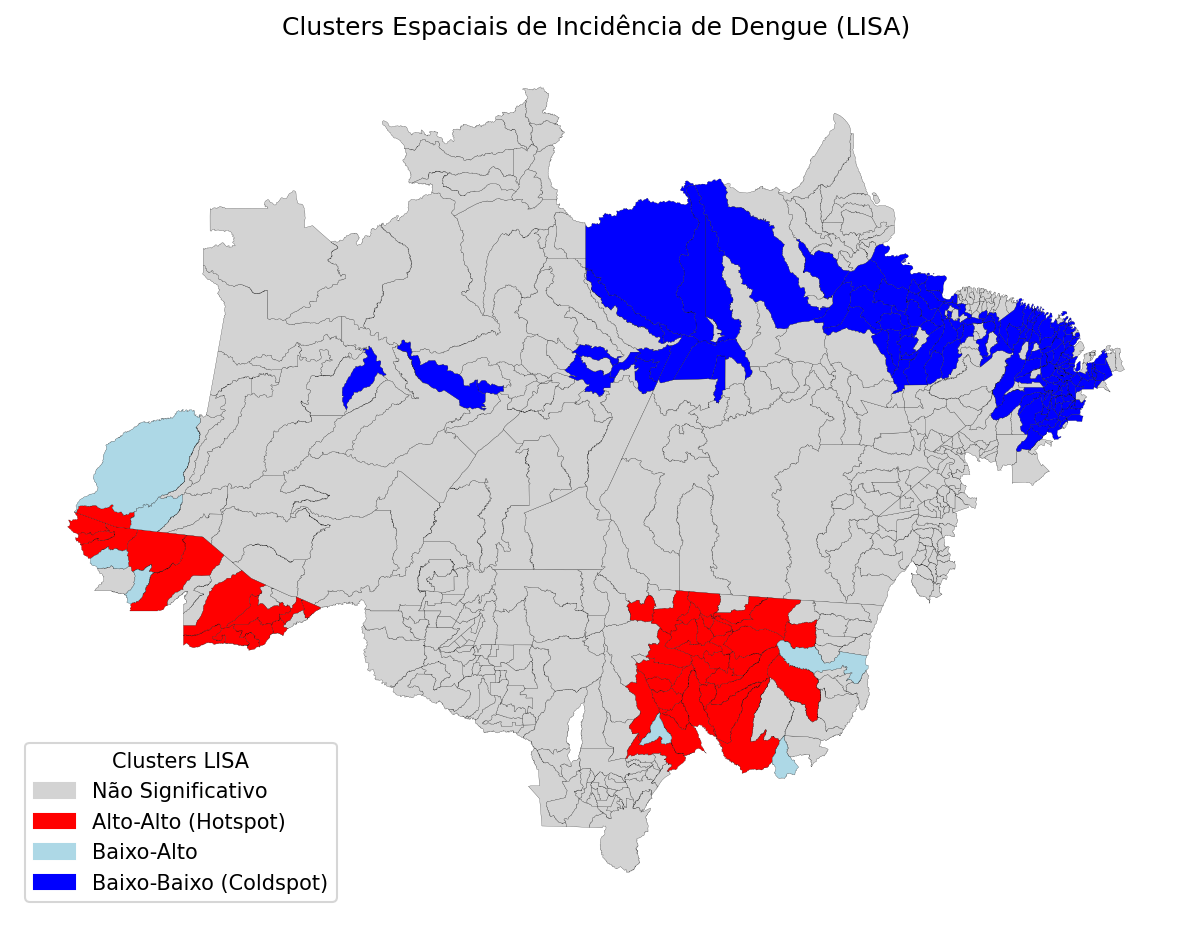 Clusters Espaciais de Incidência de Dengue (LISA)
Clusters LISA
Não Significativo
Alto-Alto (Hotspot)
Baixo-Alto
Baixo-Baixo (Coldspot)